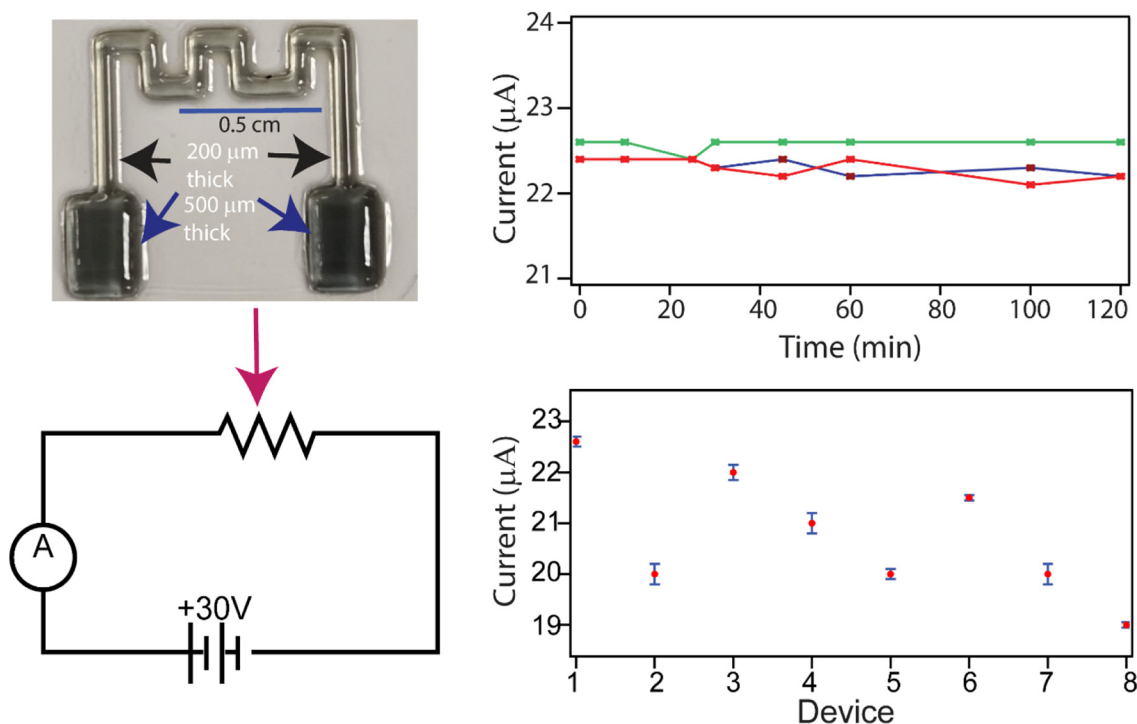 0.5 cm
200 μm
thick
500 μm
thick
A
+30V
Current (μA)
24
23
22
21
0 20 40 60 80 100 120
Time (min)
Current (μA)
23
22
21
20
19
1 2 3 4 5 6 7 8
Device